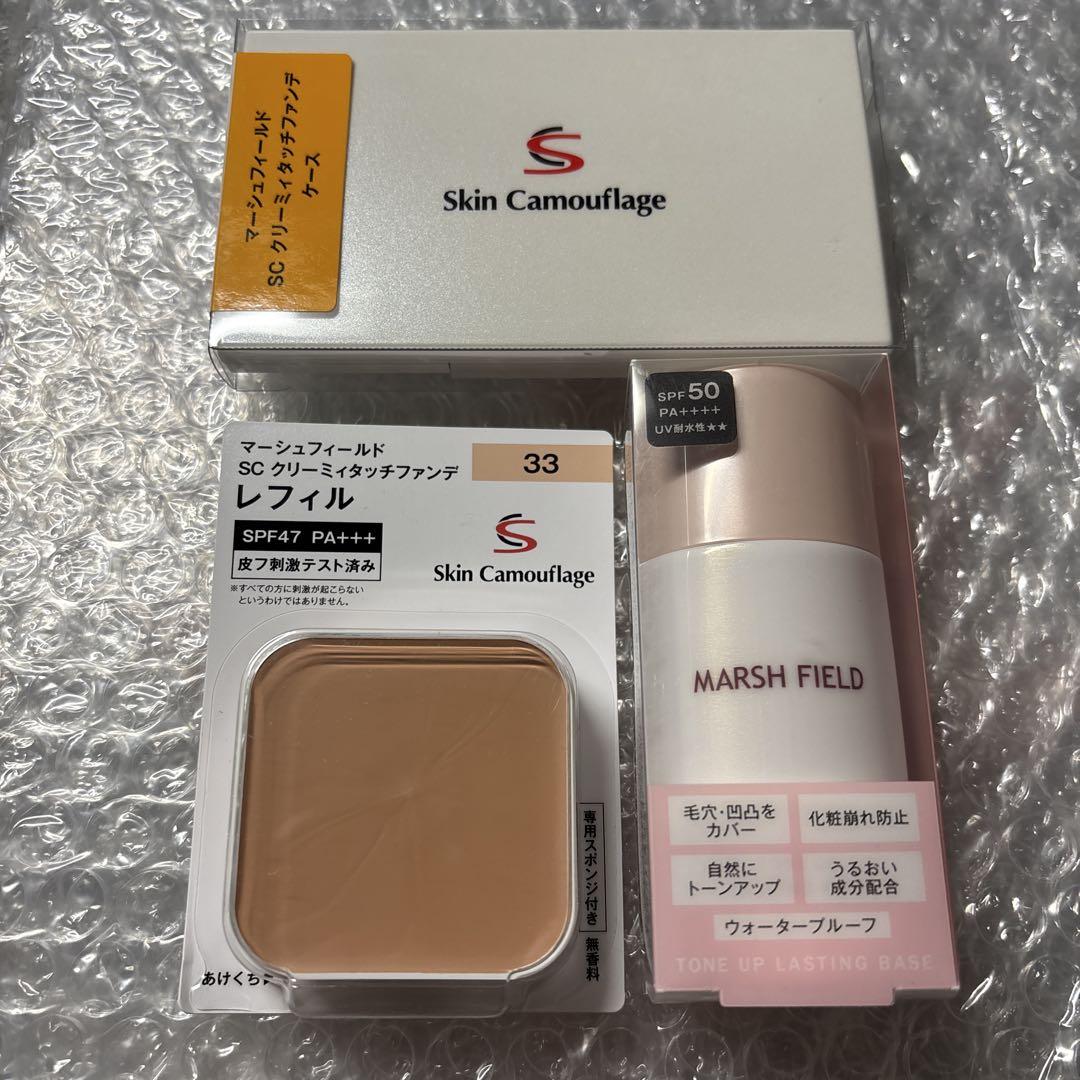 マーシュフィールド
SC クリーミィタッチファンデ
ケース
Skin Camouflage
マーシュフィールド
SC クリーミィタッチファンデ
レフィル
33
SPF47 PA+++
皮フ刺激テスト済み
※すべての方に刺激が起こらない
というわけではありません。
Skin Camouflage
専用スポンジ付き
無香料
あけくち
SPF50
PA++++
UV耐水性★★
MARSH FIELD
毛穴・凹凸を
カバー
化粧崩れ防止
自然に
トーンアップ
うるおい
成分配合
ウォータープルーフ
TONE UP LASTING BASE